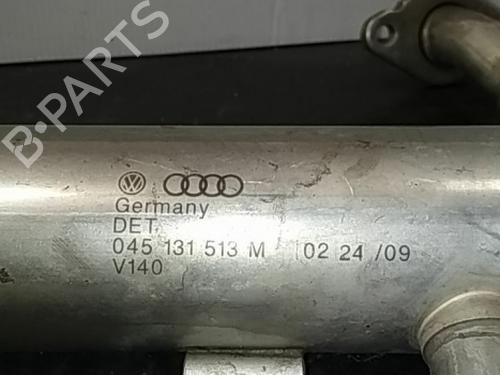 B-PARTS
Germany
DET.
045 131 513 M 02 24 /09
V140